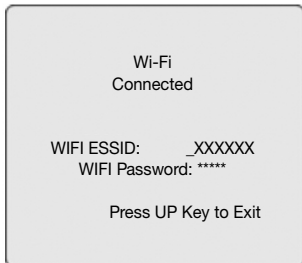 Wi-Fi
Connected
WIFI ESSID: _XXXXXX
WIFI Password: *****
Press UP Key to Exit